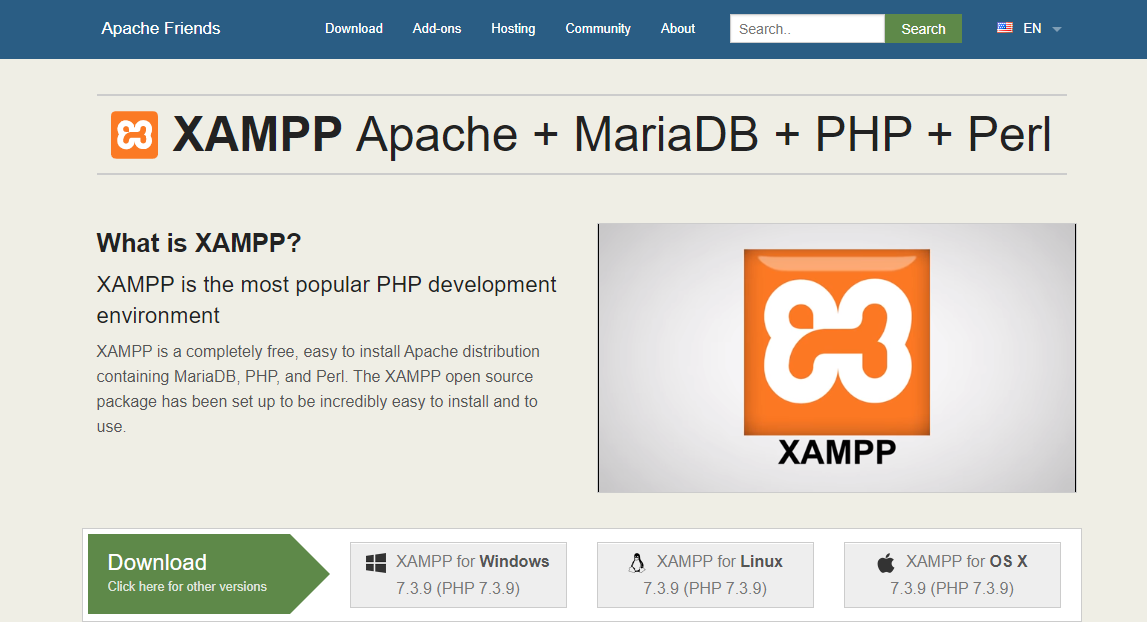 Apache Friends
Download
Add-ons
Hosting
Community
About
Search..
Search
EN
XAMPP Apache + MariaDB + PHP + Perl
What is XAMPP?
XAMPP is the most popular PHP development
environment
XAMPP is a completely free, easy to install Apache distribution
containing MariaDB, PHP, and Perl. The XAMPP open source
package has been set up to be incredibly easy to install and to
use.
XAMPP
Download
Click here for other versions
XAMPP for Windows
7.3.9 (PHP 7.3.9)
XAMPP for Linux
7.3.9 (PHP 7.3.9)
XAMPP for OS X
7.3.9 (PHP 7.3.9)